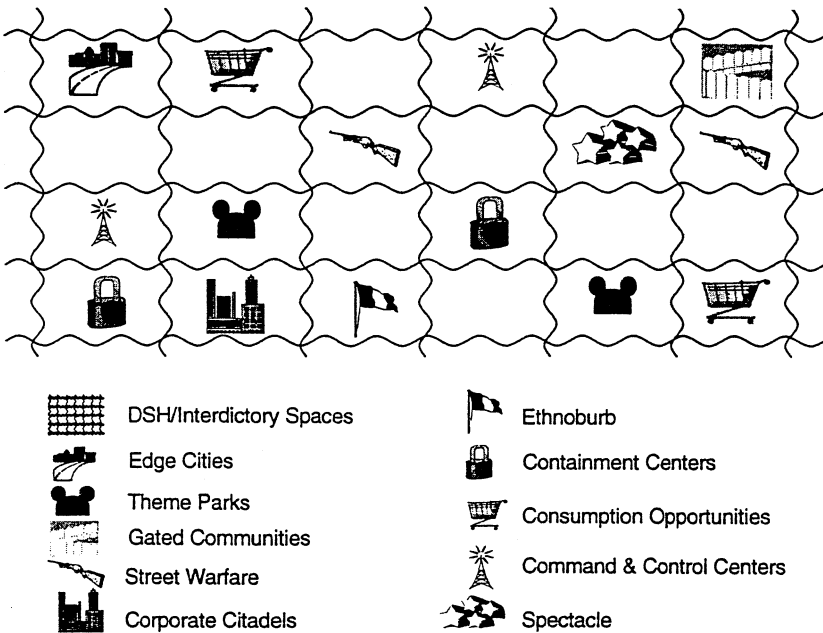 DSH/Interdictory Spaces
Edge Cities
Theme Parks
Gated Communities
Street Warfare
Corporate Citadels
Ethnoburb
Containment Centers
Consumption Opportunities
Command & Control Centers
Spectacle